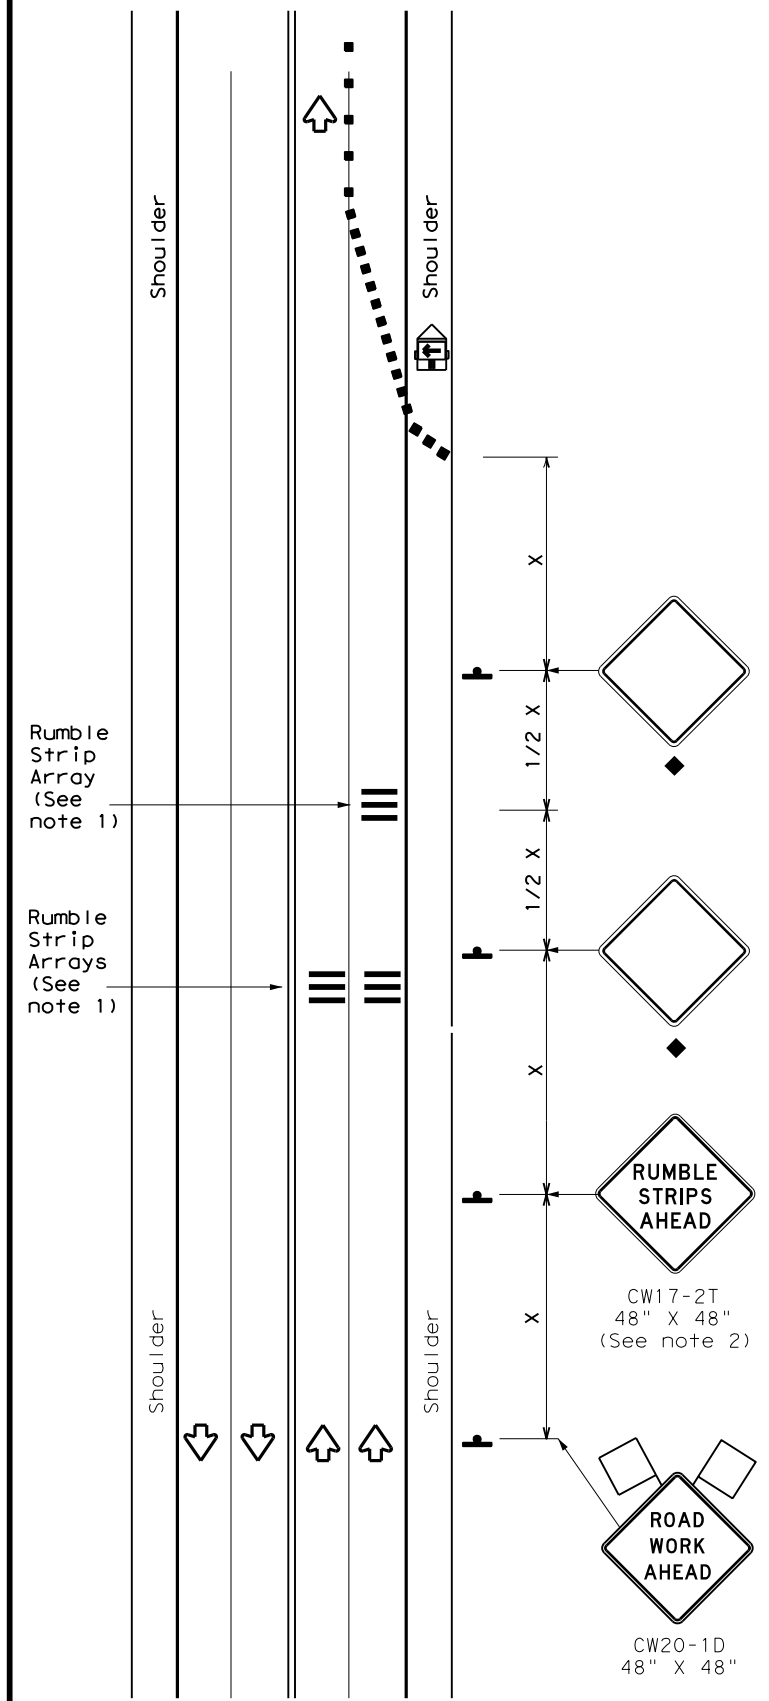 Shoulder
Shoulder
X
1/2 X
Rumble
Strip
Array
(See
note 1)
1/2 X
Rumble
Strip
Arrays
(See
note 1)
X
RUMBLE
STRIPS
AHEAD
CW17-2T
48" X 48"
(See note 2)
X
Shoulder
Shoulder
ROAD
WORK
AHEAD
CW20-1D
48" X 48"